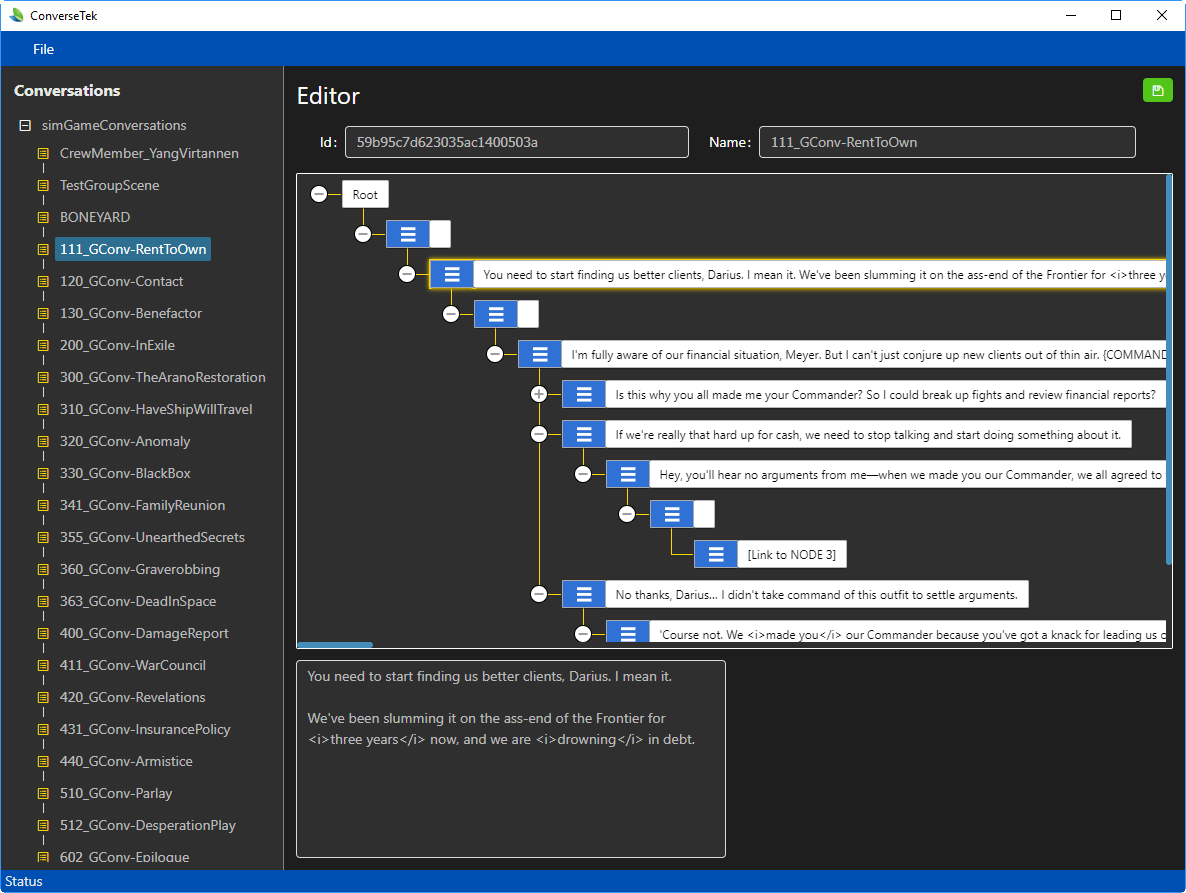 ConverseTek
File
Conversations
simGameConversations
CrewMember_YangVirtannen
TestGroupScene
BONEYARD
111_GConv-RentToOwn
120_GConv-Contact
130_GConv-Benefactor
200_GConv-InExile
300_GConv-TheAranoRestoration
310_GConv-HaveShipWillTravel
320_GConv-Anomaly
330_GConv-BlackBox
341_GConv-FamilyReunion
355_GConv-UnearthedSecrets
360_GConv-Graverobbing
363_GConv-DeadInSpace
400_GConv-DamageReport
411_GConv-WarCouncil
420_GConv-Revelations
431_GConv-InsurancePolicy
440_GConv-Armistice
510_GConv-Parlay
512_GConv-DesperationPlay
602_GConv-Epilogue
Editor
Id: 59b95c7d623035ac1400503a Name: 111_GConv-RentToOwn
Root
You need to start finding us better clients, Darius. I mean it. We've been slumming it on the ass-end of the Frontier for <i>three ye
I'm fully aware of our financial situation, Meyer. But I can't just conjure up new clients out of thin air. {COMMAND
Is this why you all made me your Commander? So I could break up fights and review financial reports?
If we're really that hard up for cash, we need to stop talking and start doing something about it.
Hey, you'll hear no arguments from me—when we made you our Commander, we all agreed to
[Link to NODE 3]
No thanks, Darius... I didn't take command of this outfit to settle arguments.
'Course not. We <i>made you</i> our Commander because you've got a knack for leading us o
You need to start finding us better clients, Darius. I mean it.
We've been slumming it on the ass-end of the Frontier for
<i>three years</i> now, and we are <i>drowning</i> in debt.
Status